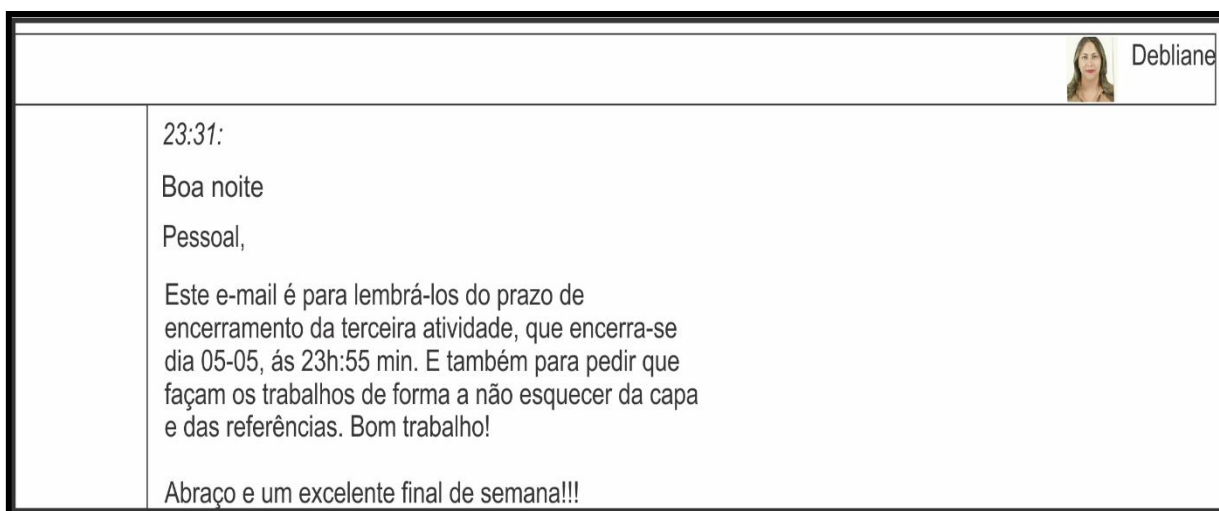 Debliane
23:31:
Boa noite
Pessoal,
Este e-mail é para lembrá-los do prazo de
encerramento da terceira atividade, que encerra-se
dia 05-05, ás 23h:55 min. E também para pedir que
façam os trabalhos de forma a não esquecer da capa
e das referências. Bom trabalho!
Abraço e um excelente final de semana!!!